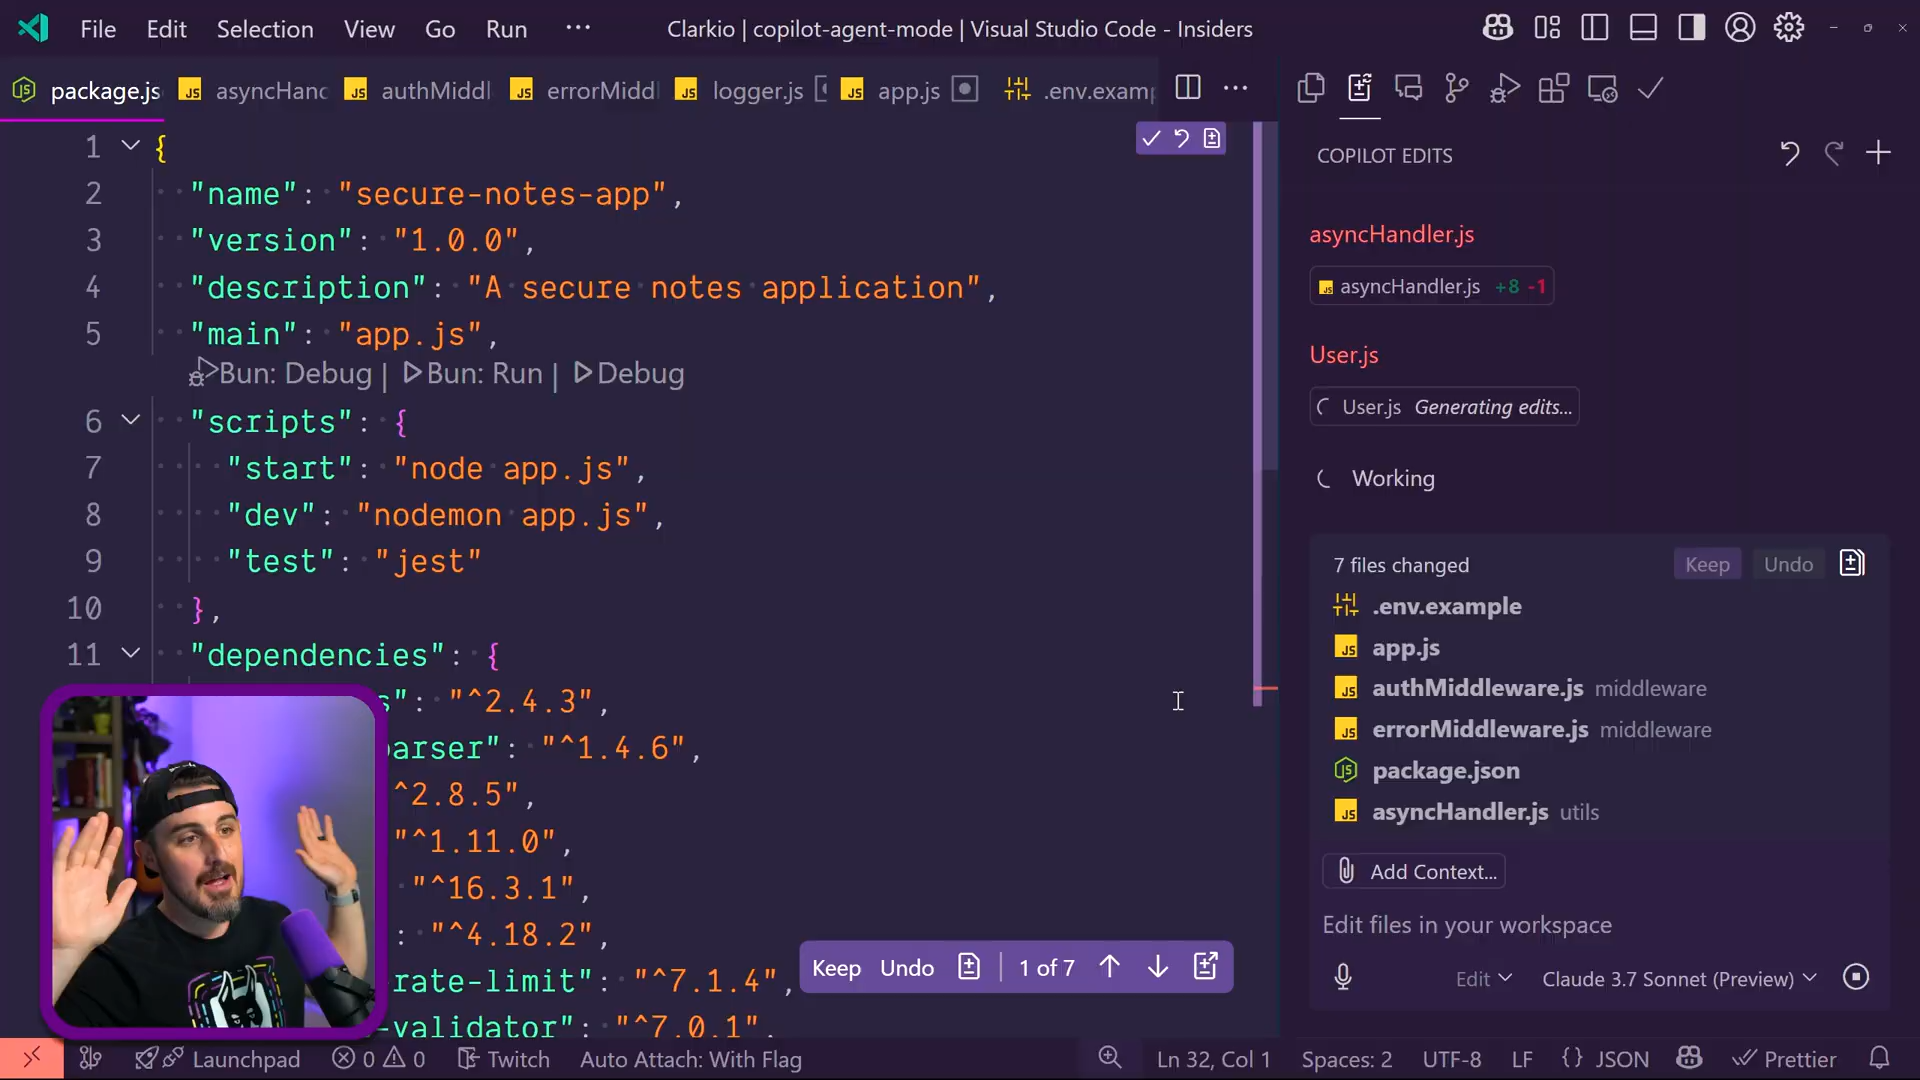 File Edit Selection View Go Run ··· Clarkio | copilot-agent-mode | Visual Studio Code - Insiders
package.js asyncHanc authMiddl errorMiddl logger.js app.js .env.examp
1 {
2 "name": "secure-notes-app",
3 "version": "1.0.0",
4 "description": "A secure notes application",
5 "main": "app.js",
Bun: Debug | Bun: Run | Debug
6 "scripts": {
7 "start": "node app.js",
8 "dev": "nodemon app.js",
9 "test": "jest"
10 },
11 "dependencies": {
s": "^2.4.3",
parser": "^1.4.6",
^2.8.5",
"^1.11.0",
"^16.3.1",
: "^4.18.2",
rate-limit": "^7.1.4",
-validator": "^7.0.1",
Keep Undo 1 of 7
COPILOT EDITS
asyncHandler.js
JS asyncHandler.js +8 -1
User.js
User.js Generating edits...
Working
7 files changed Keep Undo
.env.example
JS app.js
JS authMiddleware.js middleware
JS errorMiddleware.js middleware
package.json
JS asyncHandler.js utils
Add Context...
Edit files in your workspace
Edit Claude 3.7 Sonnet (Preview)
Launchpad 0 0 Twitch Auto Attach: With Flag Ln 32, Col 1 Spaces: 2 UTF-8 LF {} JSON Prettier